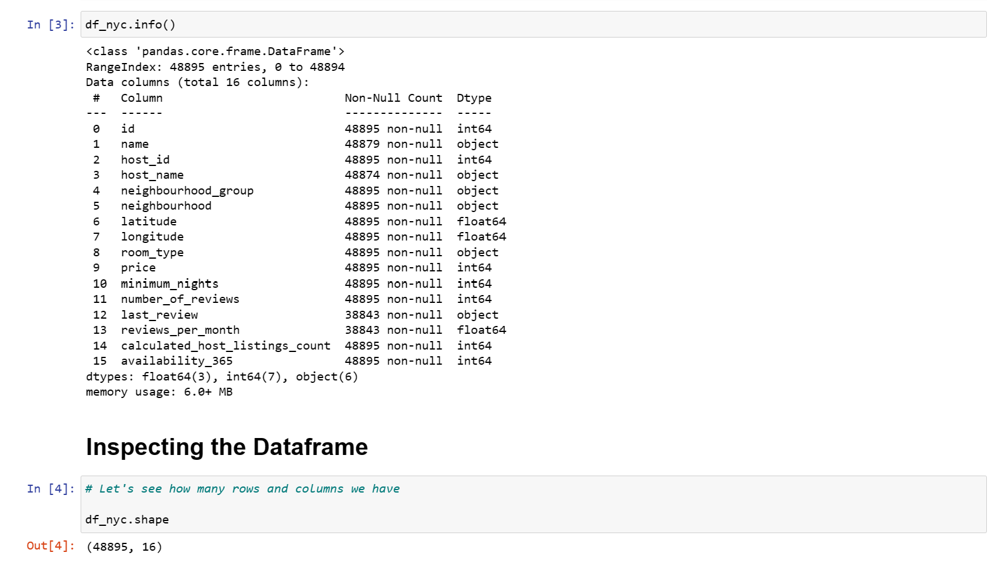 In [3]: df_nyc.info()
<class 'pandas.core.frame.DataFrame'>
RangeIndex: 48895 entries, 0 to 48894
Data columns (total 16 columns):
 #   Column                          Non-Null Count  Dtype
---  ------                          --------------  -----
 0   id                              48895 non-null  int64
 1   name                            48879 non-null  object
 2   host_id                         48895 non-null  int64
 3   host_name                       48874 non-null  object
 4   neighbourhood_group             48895 non-null  object
 5   neighbourhood                   48895 non-null  object
 6   latitude                        48895 non-null  float64
 7   longitude                       48895 non-null  float64
 8   room_type                       48895 non-null  object
 9   price                           48895 non-null  int64
 10  minimum_nights                  48895 non-null  int64
 11  number_of_reviews               48895 non-null  int64
 12  last_review                     38843 non-null  object
 13  reviews_per_month               38843 non-null  float64
 14  calculated_host_listings_count  48895 non-null  int64
 15  availability_365                48895 non-null  int64
dtypes: float64(3), int64(7), object(6)
memory usage: 6.0+ MB
Inspecting the Dataframe
In [4]: # Let's see how many rows and columns we have
df_nyc.shape
Out[4]: (48895, 16)